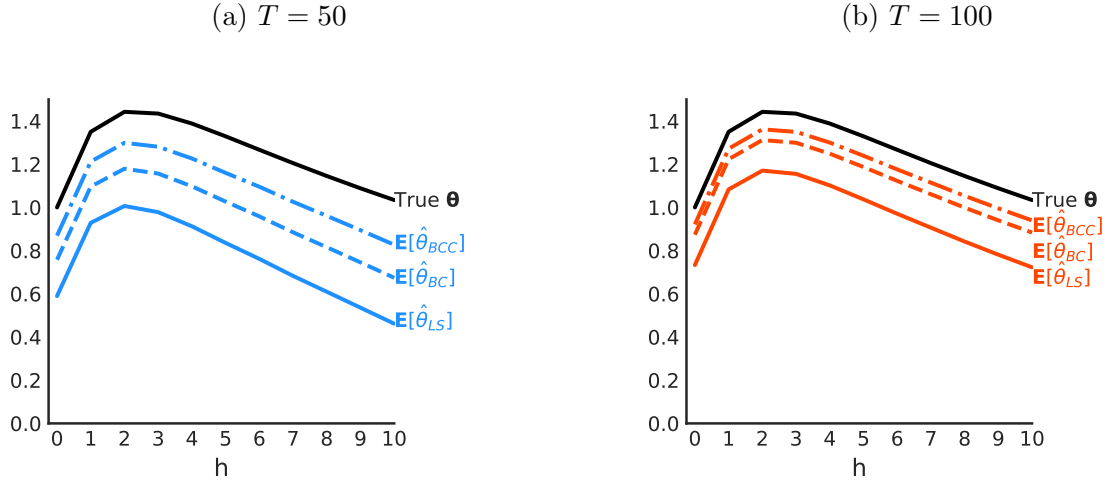 (a) T = 50
1.4
1.2
1.0
0.8
0.6
0.4
0.2
0.0
0 1 2 3 4 5 6 7 8 9 10
h
True θ
E[θ̂_BCC]
E[θ̂_BC]
E[θ̂_LS]
(b) T = 100
1.4
1.2
1.0
0.8
0.6
0.4
0.2
0.0
0 1 2 3 4 5 6 7 8 9 10
h
True θ
E[θ̂_BCC]
E[θ̂_BC]
E[θ̂_LS]